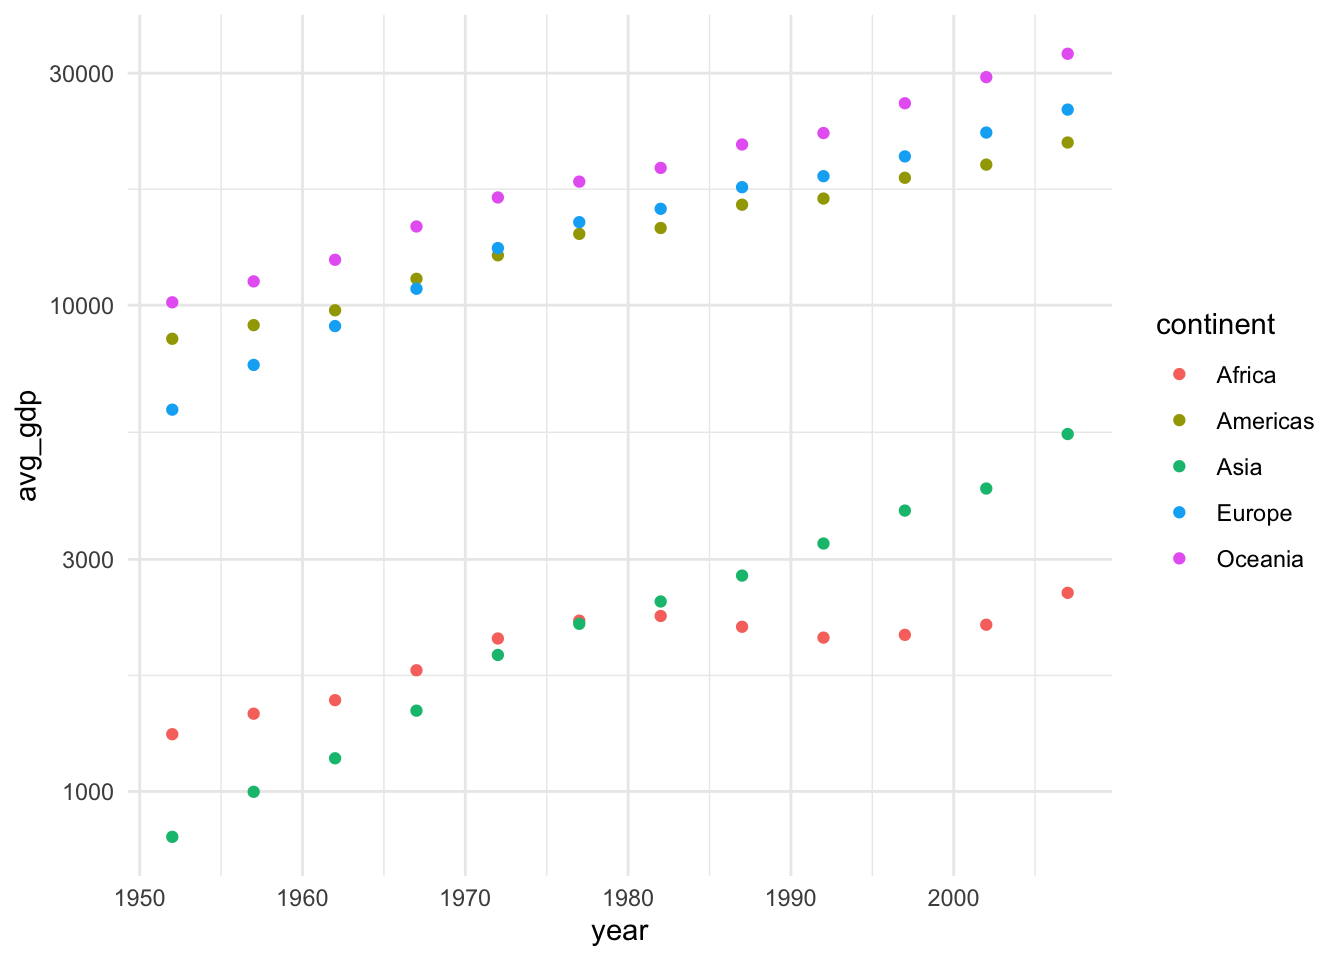 30000
10000
3000
1000
avg_gdp
1950 1960 1970 1980 1990 2000
year
continent
Africa
Americas
Asia
Europe
Oceania